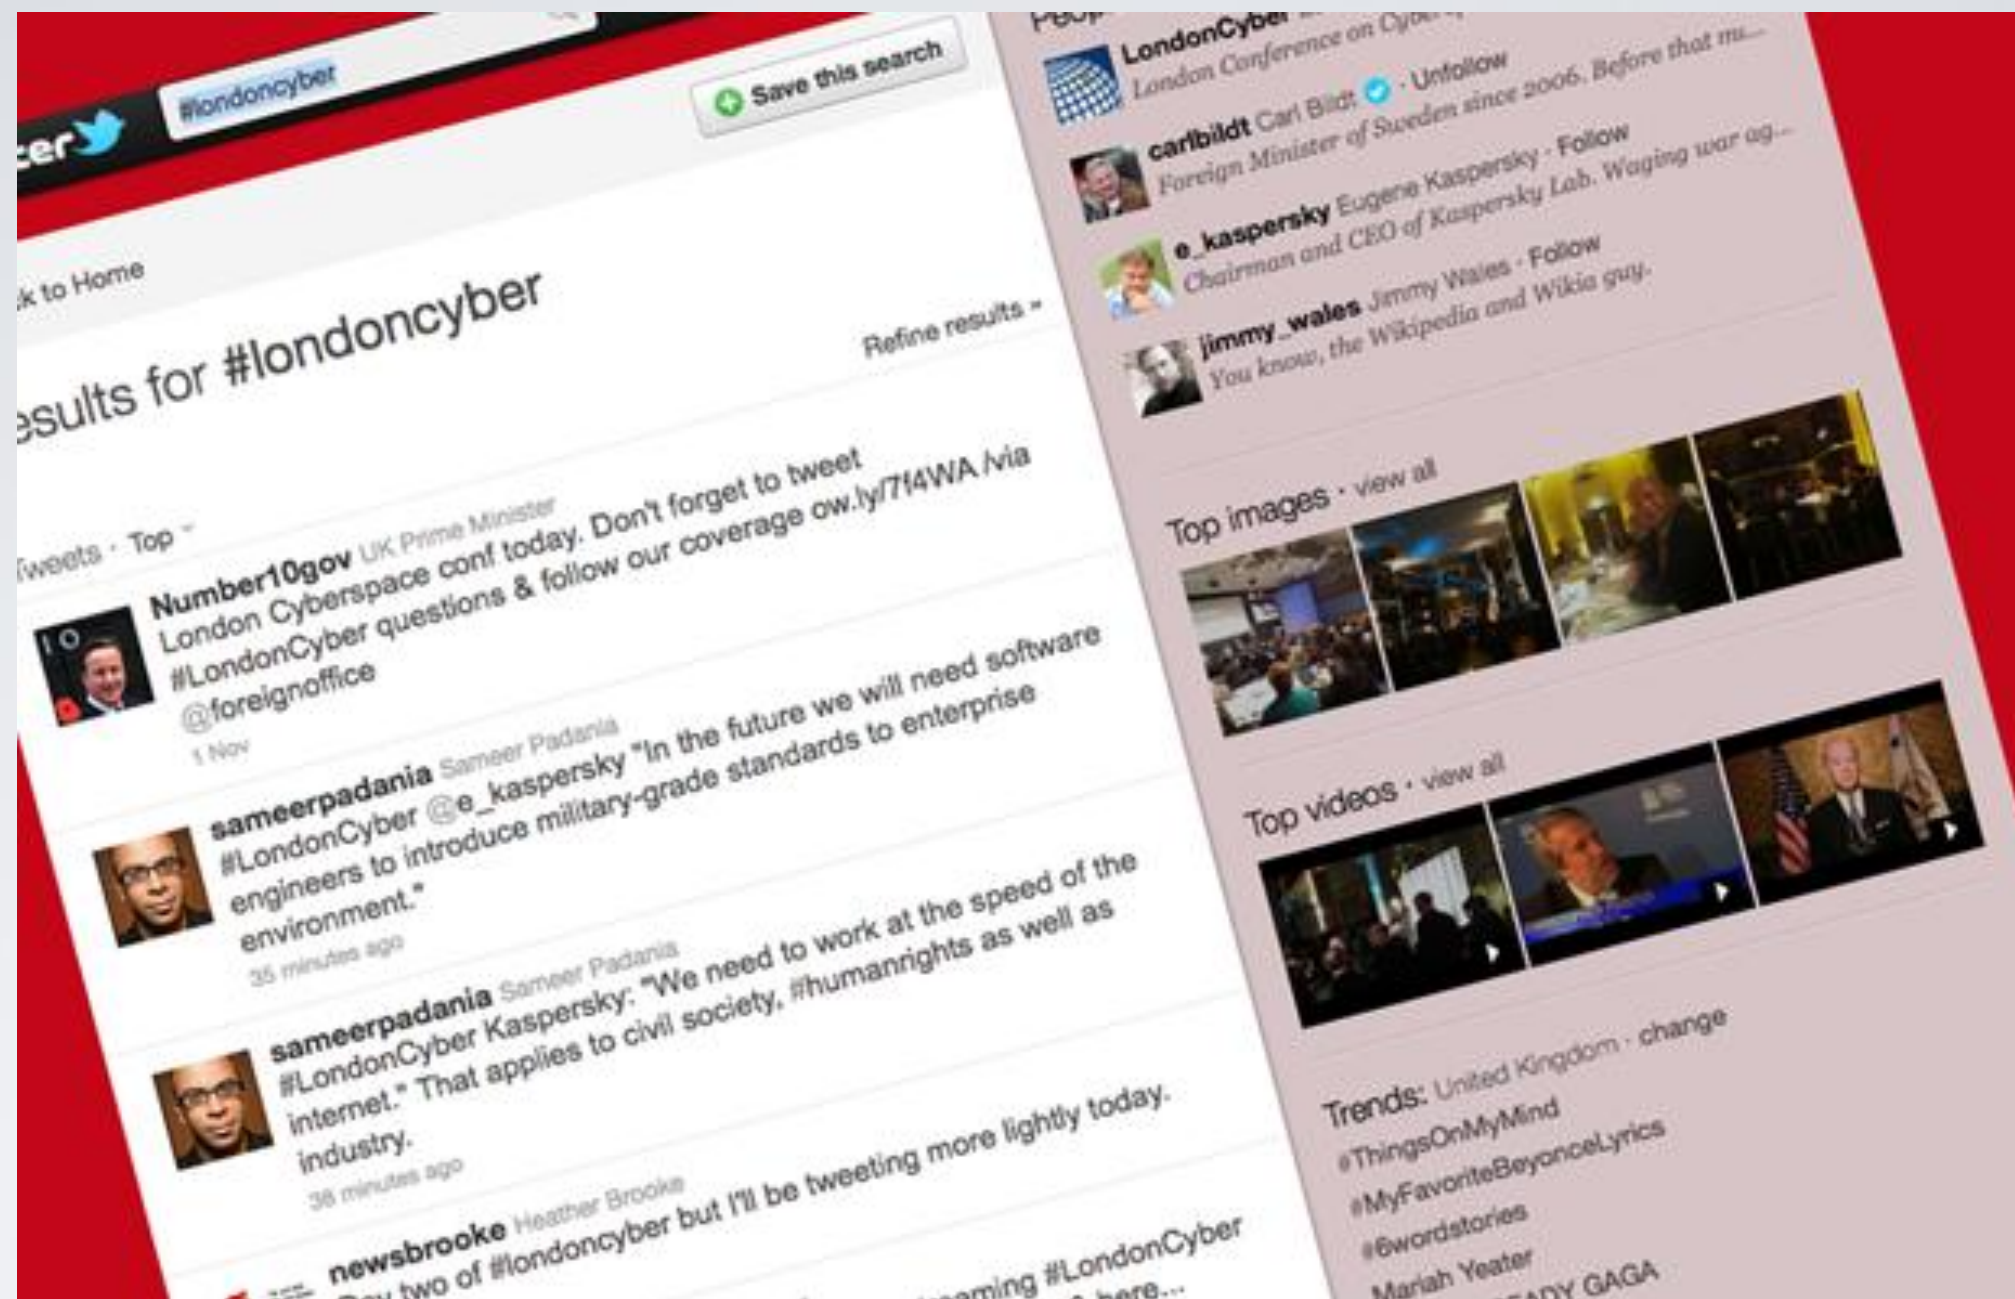 #londoncyber
Save this search
to Home
for #londoncyber
Refine results »
Tweets · Top
Number10gov UK Prime Minister
London Cyberspace conf today. Don't forget to tweet
#LondonCyber questions & follow our coverage ow.ly/7f4WA /via
@foreignoffice
1 Nov
sameerpadania Sameer Padania
#LondonCyber @e_kaspersky "In the future we will need software
engineers to introduce military-grade standards to enterprise
environment."
35 minutes ago
sameerpadania Sameer Padania
#LondonCyber Kaspersky: "We need to work at the speed of the
internet." That applies to civil society, #humanrights as well as
industry.
36 minutes ago
newsbrooke Heather Brooke
two of #londoncyber but I'll be tweeting more lightly today.
#LondonCyber
here...
LondonCyber
London Conference on
carlbildt Carl Bildt · Unfollow
Foreign Minister of Sweden since 2006. Before that mi...
e_kaspersky Eugene Kaspersky · Follow
Chairman and CEO of Kaspersky Lab. Waging war ag...
jimmy_wales Jimmy Wales · Follow
You know, the Wikipedia and Wikia guy.
Top images · view all
Top videos · view all
Trends: United Kingdom · change
#ThingsOnMyMind
#MyFavoriteBeyonceLyrics
#6wordstories
Mariah Yeater
GAGA
10